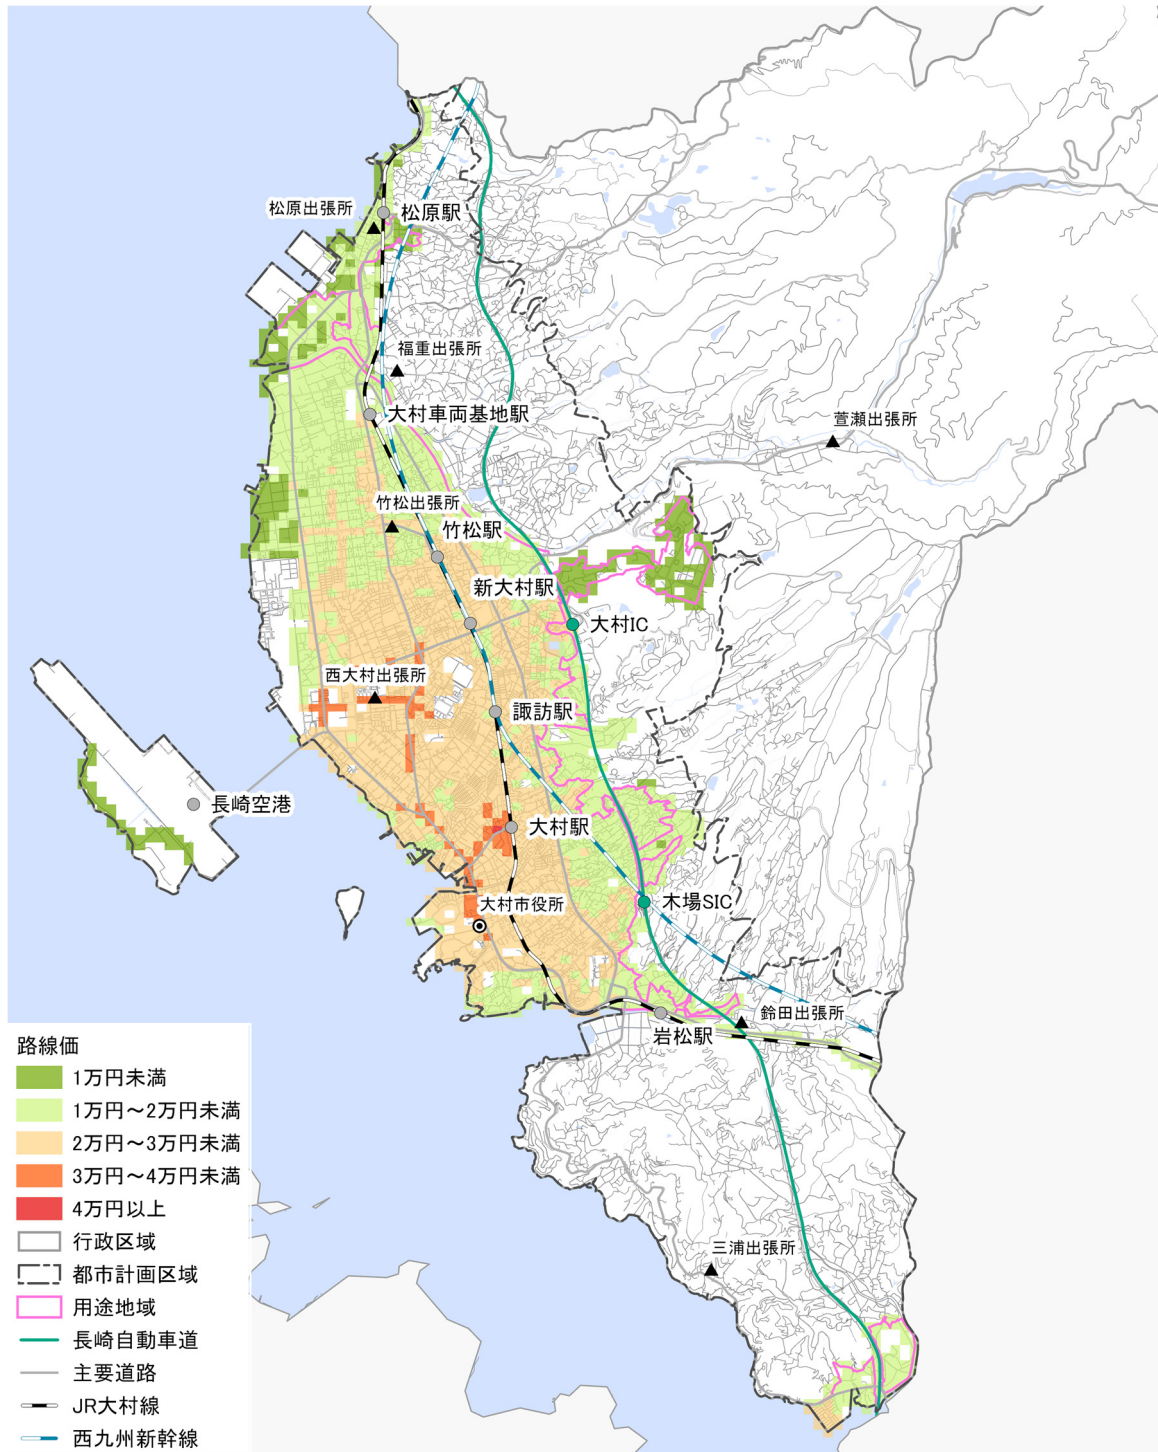 松原出張所
松原駅
福重出張所
大村車両基地駅
萱瀬出張所
竹松出張所
竹松駅
新大村駅
大村IC
西大村出張所
諏訪駅
長崎空港
大村駅
大村市役所
木場SIC
鈴田出張所
岩松駅
三浦出張所
路線価
1万円未満
1万円～2万円未満
2万円～3万円未満
3万円～4万円未満
4万円以上
行政区域
都市計画区域
用途地域
長崎自動車道
主要道路
JR大村線
西九州新幹線